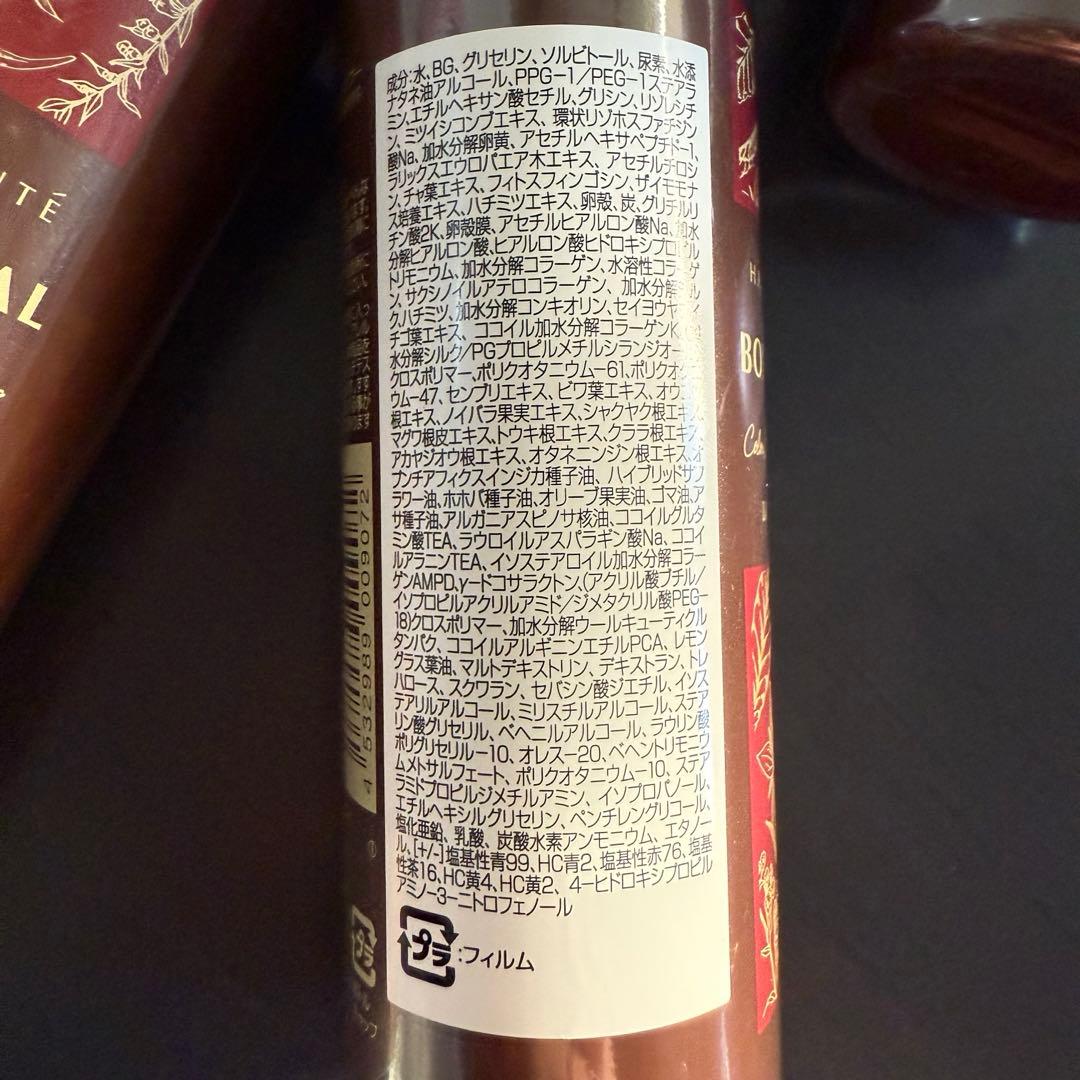 成分:水、BG、グリセリン、ソルビトール、尿素、水添
ナタネ油アルコール、PPG-1/PEG-1ステアラ
ミン、エチルヘキサン酸セチル、グリシン、リゾレシチ
ン、ミツイシコンブエキス、環状リゾホスファチジン
酸Na、加水分解卵黄、アセチルヘキサペプチド-1、
ラリックスエウロパエア木エキス、アセチルチロシ
ン、チャ葉エキス、フィトスフィンゴシン、ザイモモナ
ス培養エキス、ハチミツエキス、卵殻、炭、グリチルリ
チン酸2K、卵殻膜、アセチルヒアルロン酸Na、加水
分解ヒアルロン酸、ヒアルロン酸ヒドロキシプロピル
トリモニウム、加水分解コラーゲン、水溶性コラーゲ
ン、サクシノイルアテロコラーゲン、加水分解シル
ク、ハチミツ、加水分解コンキオリン、セイヨウキイ
チゴ葉エキス、ココイル加水分解コラーゲンK、加
水分解シルク/PGプロピルメチルシランジオール
クロスポリマー、ポリクオタニウム-61、ポリクオタニ
ウム-47、センブリエキス、ビワ葉エキス、オウゴン
根エキス、ノイバラ果実エキス、シャクヤク根エキス、
マグワ根皮エキス、トウキ根エキス、クララ根エキス、
アカヤジオウ根エキス、オタネニンジン根エキス、オ
プンチアフィクスインジカ種子油、ハイブリッドサフ
ラワー油、ホホバ種子油、オリーブ果実油、ゴマ油、ア
サ種子油、アルガニアスピノサ核油、ココイルグルタ
ミン酸TEA、ラウロイルアスパラギン酸Na、ココイ
ルアラニンTEA、イソステアロイル加水分解コラー
ゲンAMPD、γ-ドコサラクトン、(アクリル酸ブチル/
イソプロピルアクリルアミド/ジメタクリル酸PEG-
18)クロスポリマー、加水分解ウールキューティクル
タンパク、ココイルアルギニンエチルPCA、レモン
グラス葉油、マルトデキストリン、デキストラン、トレ
ハロース、スクワラン、セバシン酸ジエチル、イソス
テアリルアルコール、ミリスチルアルコール、ステア
リン酸グリセリル、ベヘニルアルコール、ラウリン酸
ポリグリセリル-10、オレス-20、ベヘントリモニウ
ムメトサルフェート、ポリクオタニウム-10、ステア
ラミドプロピルジメチルアミン、イソプロパノール、
エチルヘキシルグリセリン、ペンチレングリコール、
塩化亜鉛、乳酸、炭酸水素アンモニウム、エタノー
ル、[+/-]塩基性青99、HC青2、塩基性赤76、塩基
性茶16、HC黄4、HC黄2、4-ヒドロキシプロピル
アミノ-3-ニトロフェノール
プラ
:フィルム
4 532989 009072
プラ
ITÉ
AL
BO